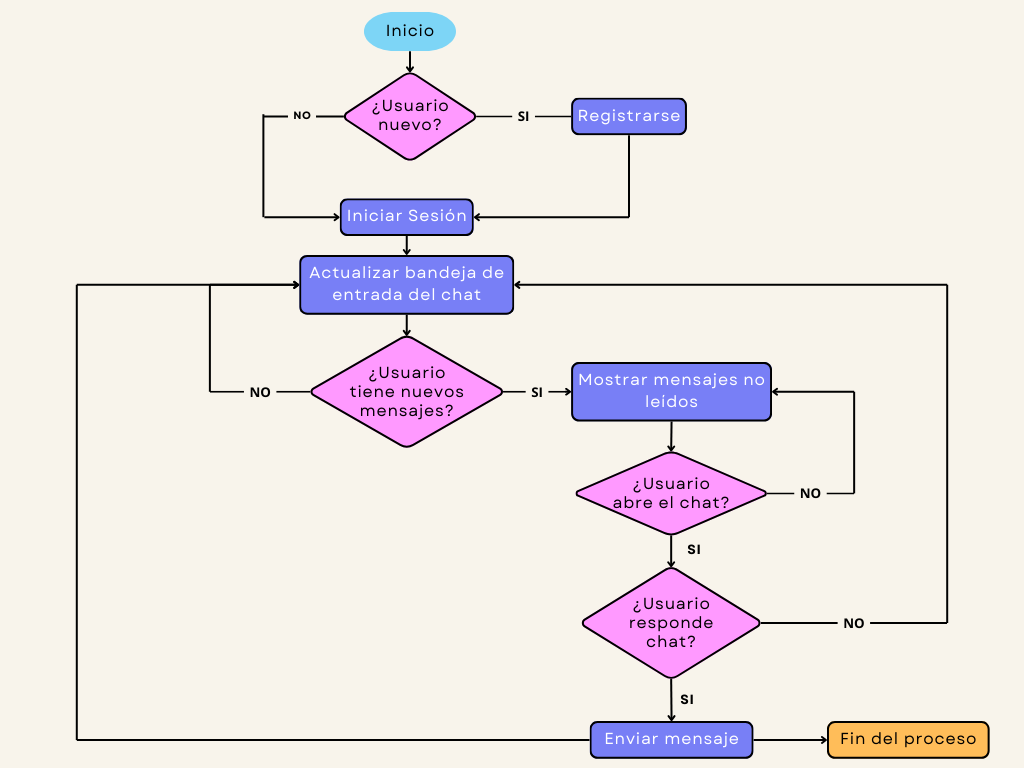 Inicio
¿Usuario
nuevo?
NO
SI
Registrarse
Iniciar Sesión
Actualizar bandeja de
entrada del chat
¿Usuario
tiene nuevos
mensajes?
NO
SI
Mostrar mensajes no
leídos
¿Usuario
abre el chat?
NO
SI
¿Usuario
responde
chat?
NO
SI
Enviar mensaje
Fin del proceso